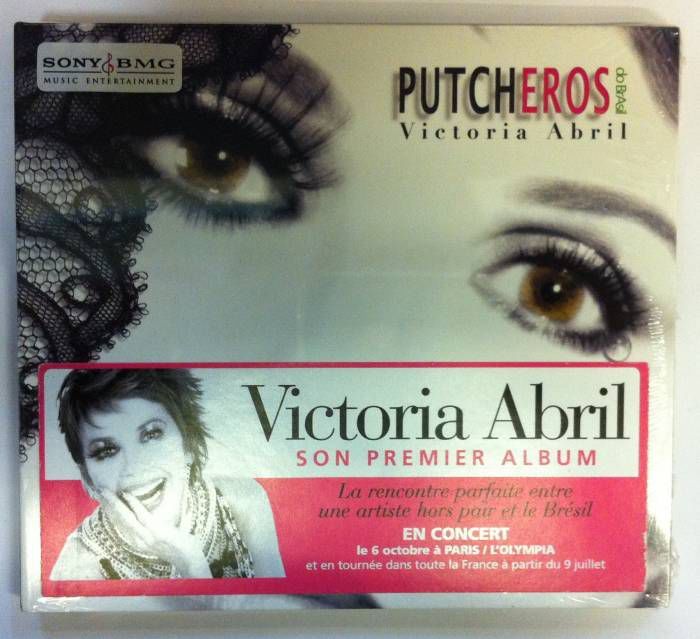 SONY BMG
MUSIC ENTERTAINMENT
PUTCHEROS
do BrAsil
Victoria Abril
Victoria Abril
SON PREMIER ALBUM
La rencontre parfaite entre
une artiste hors pair et le Brésil
EN CONCERT
le 6 octobre à PARIS / L'OLYMPIA
et en tournée dans toute la France à partir du 9 juillet